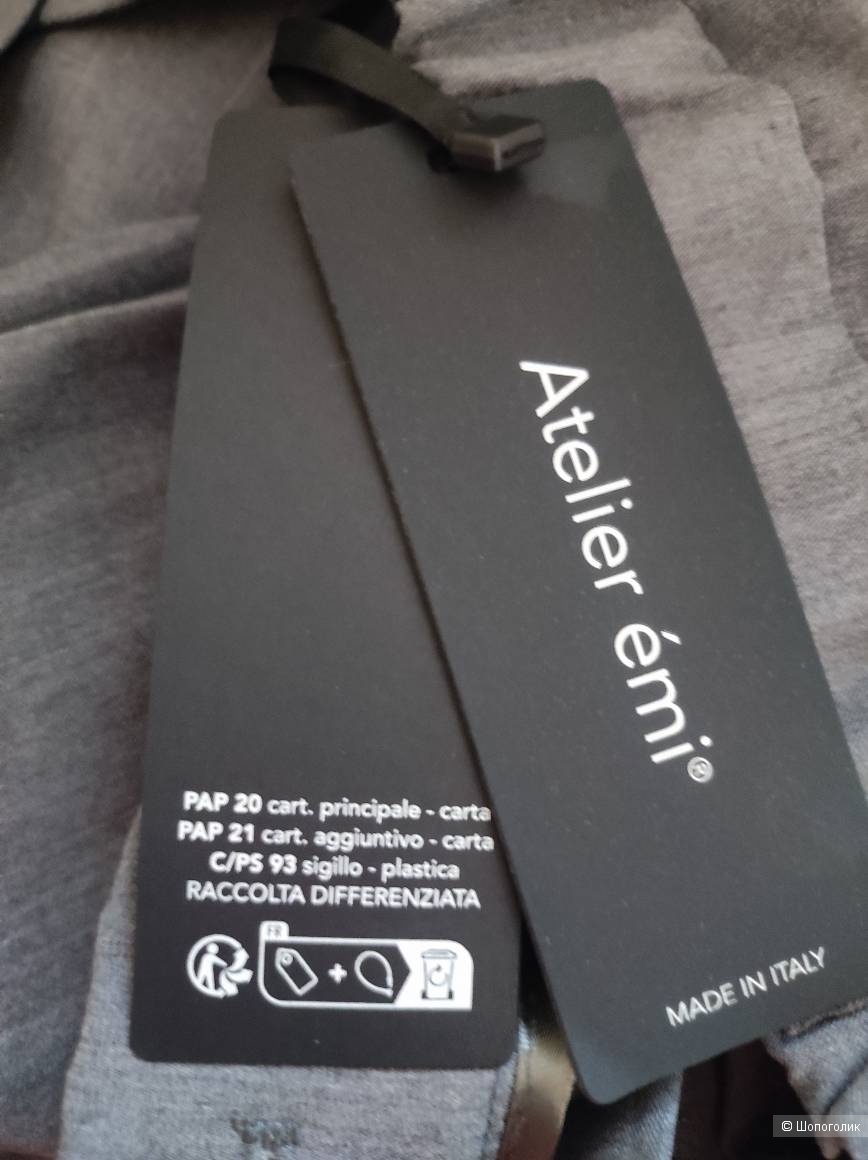 Atelier émi®
MADE IN ITALY
PAP 20 cart. principale - carta
PAP 21 cart. aggiuntivo - carta
C/PS 93 sigillo - plastica
RACCOLTA DIFFERENZIATA
FR
© Шопоголик